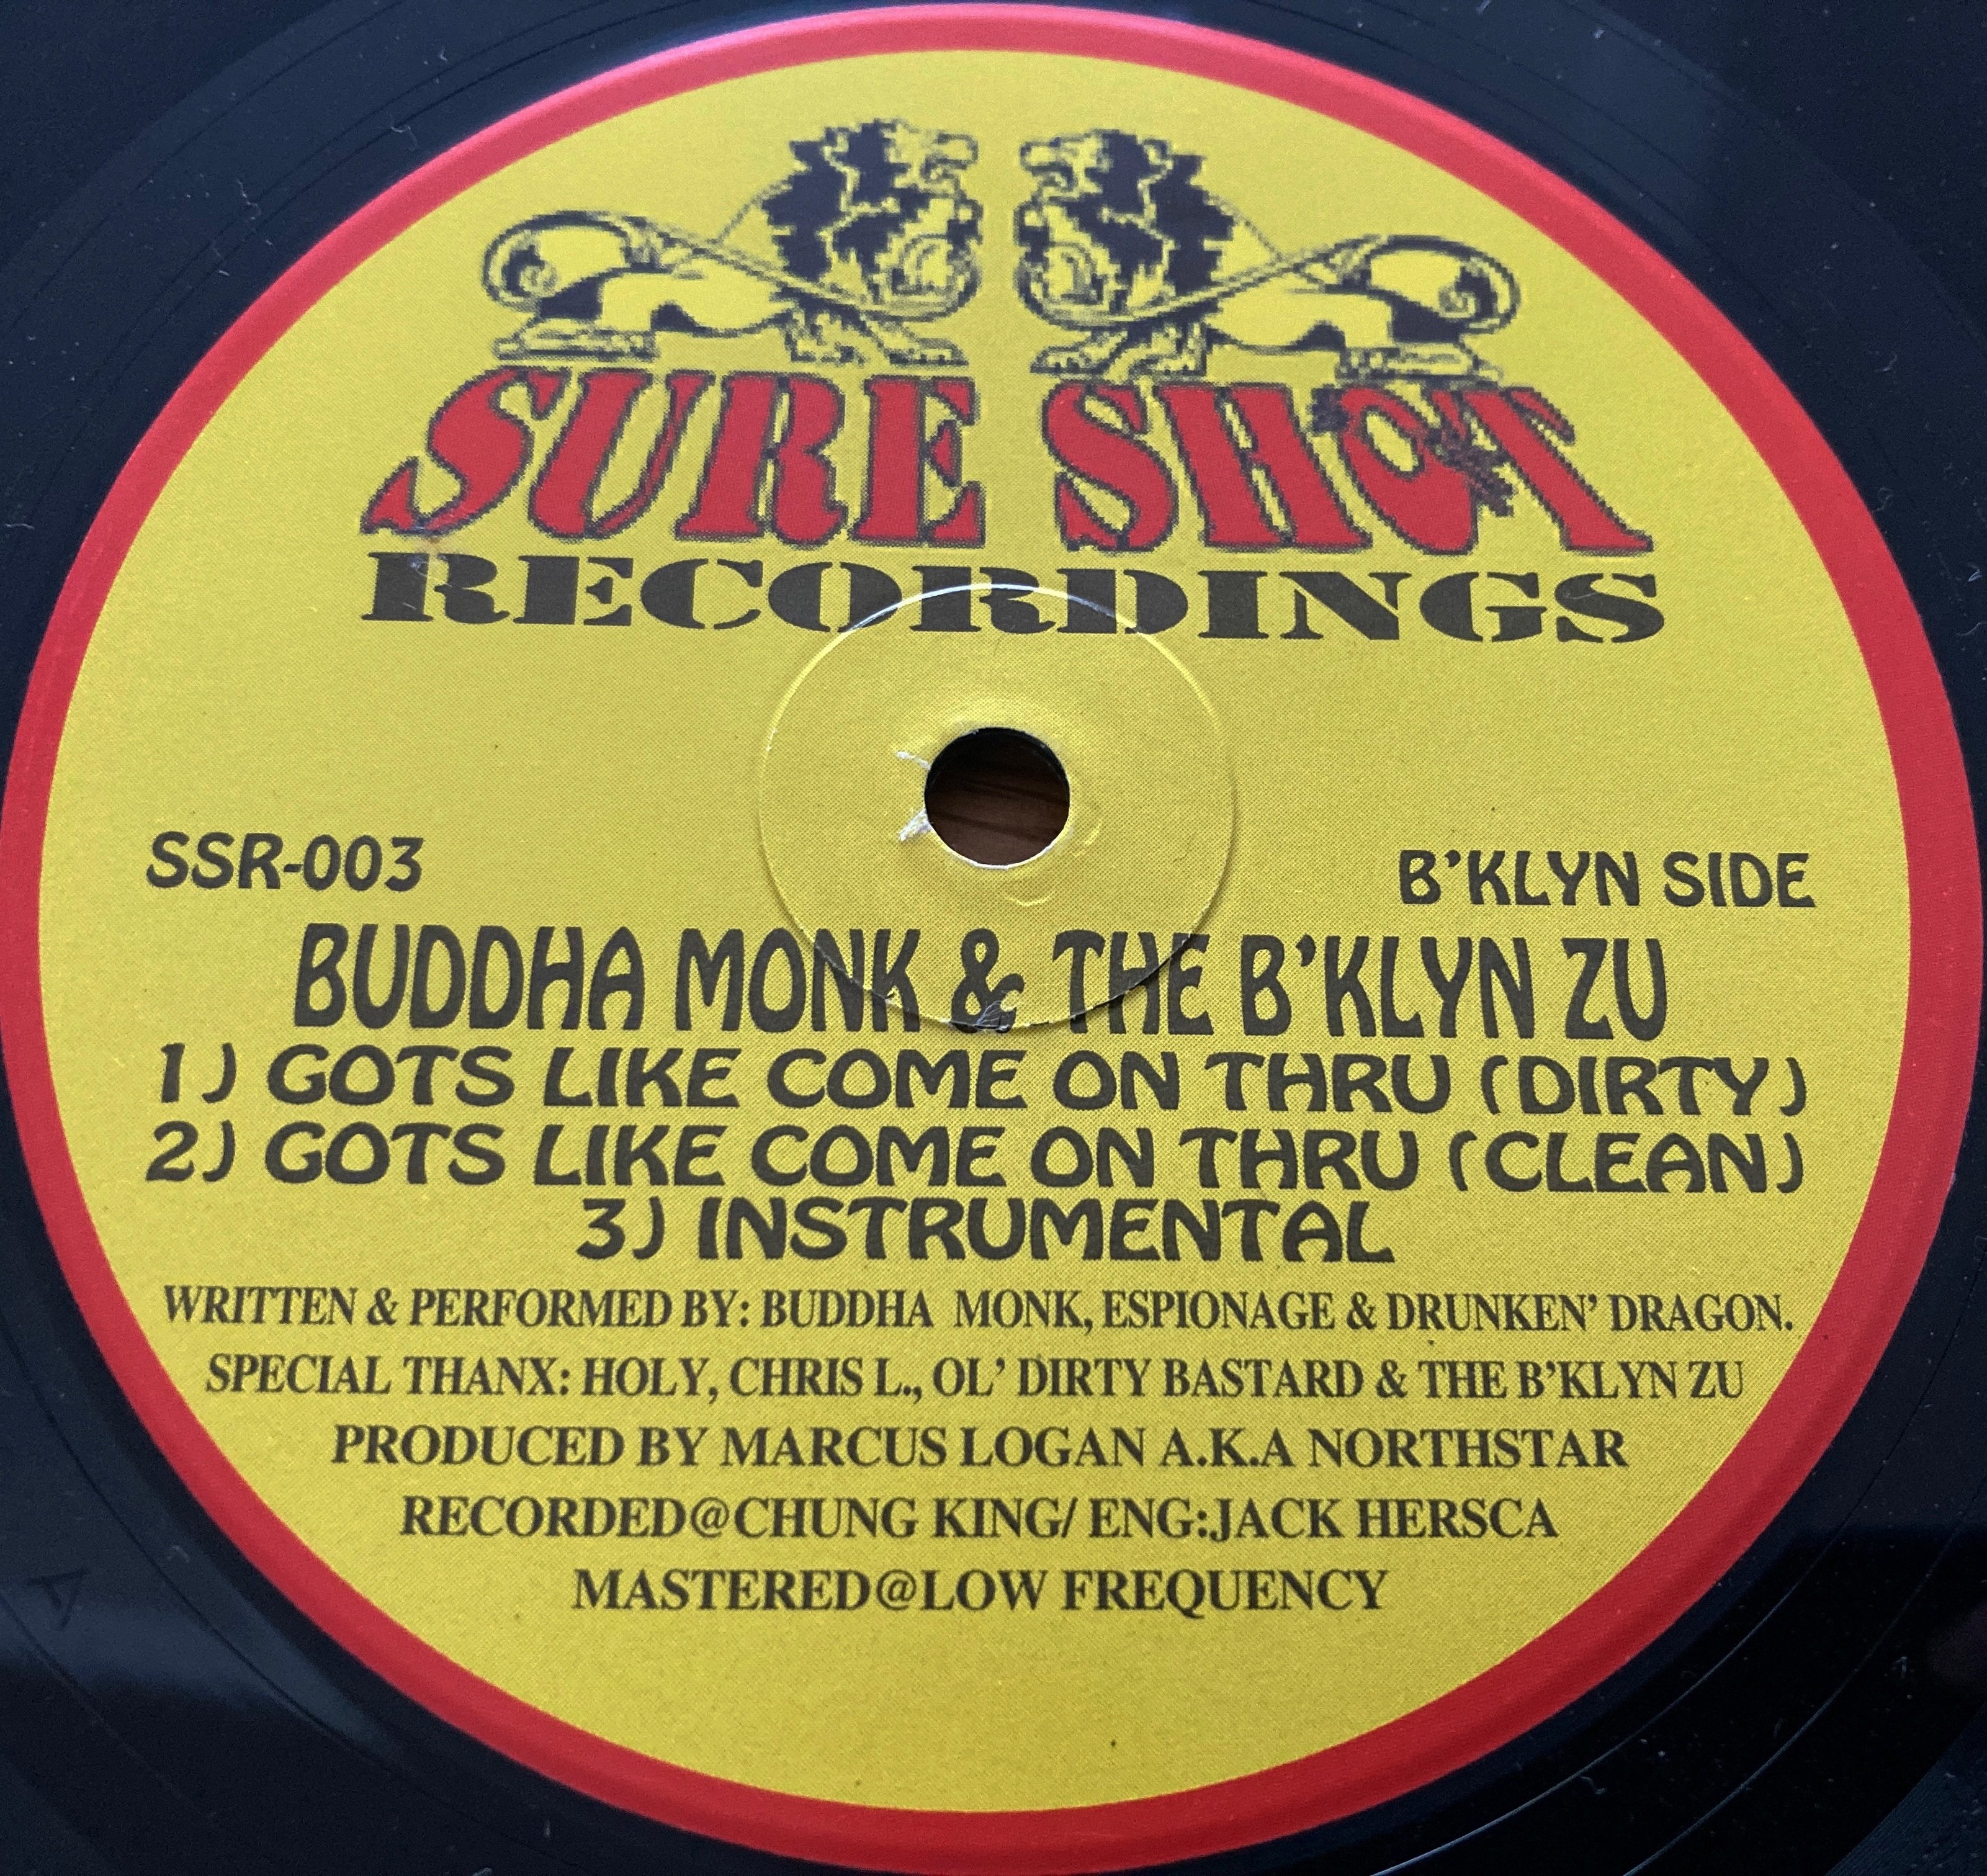 SURE SHOT
RECORDINGS
SSR-003
B'KLYN SIDE
BUDDHA MONK & THE B'KLYN ZU
1) GOTS LIKE COME ON THRU (DIRTY)
2) GOTS LIKE COME ON THRU (CLEAN)
3) INSTRUMENTAL
WRITTEN & PERFORMED BY: BUDDHA MONK, ESPIONAGE & DRUNKEN' DRAGON.
SPECIAL THANX: HOLY, CHRIS L., OL' DIRTY BASTARD & THE B'KLYN ZU
PRODUCED BY MARCUS LOGAN A.K.A NORTHSTAR
RECORDED@CHUNG KING/ ENG:JACK HERSCA
MASTERED@LOW FREQUENCY